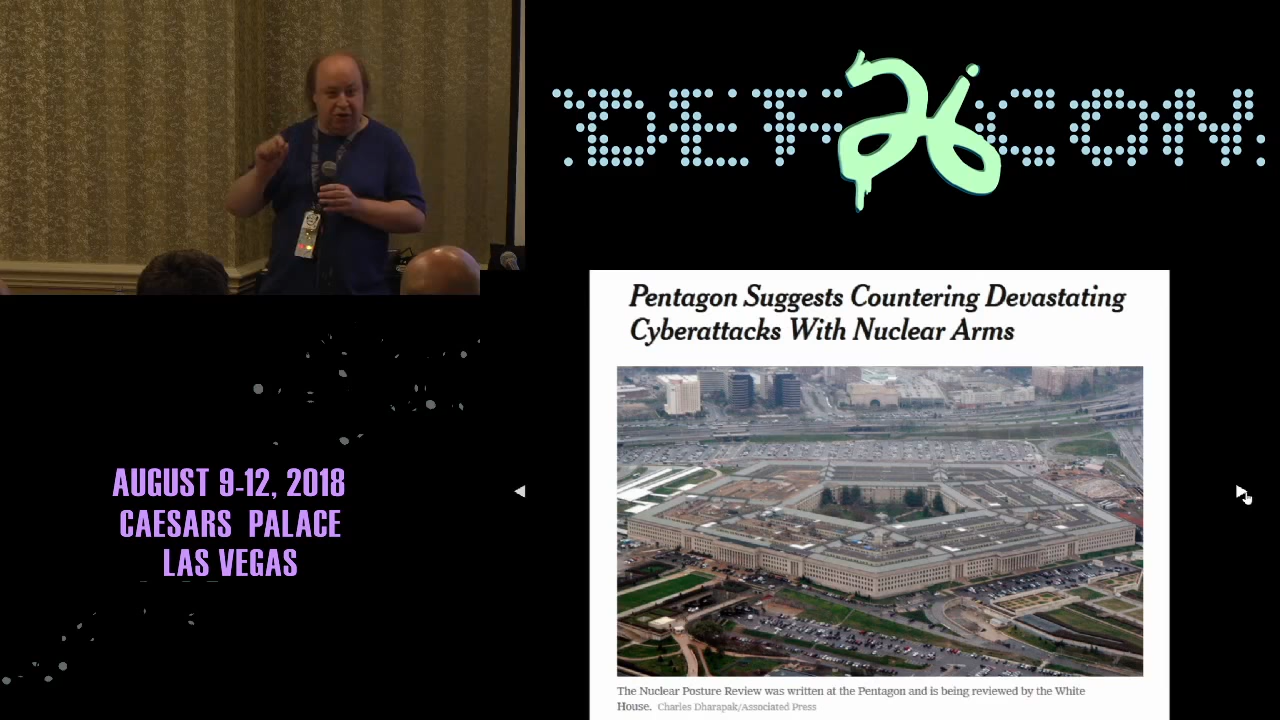 DEF 26 CON
Pentagon Suggests Countering Devastating
Cyberattacks With Nuclear Arms
The Nuclear Posture Review was written at the Pentagon and is being reviewed by the White
House. Charles Dharapak/Associated Press
AUGUST 9-12, 2018
CAESARS PALACE
LAS VEGAS